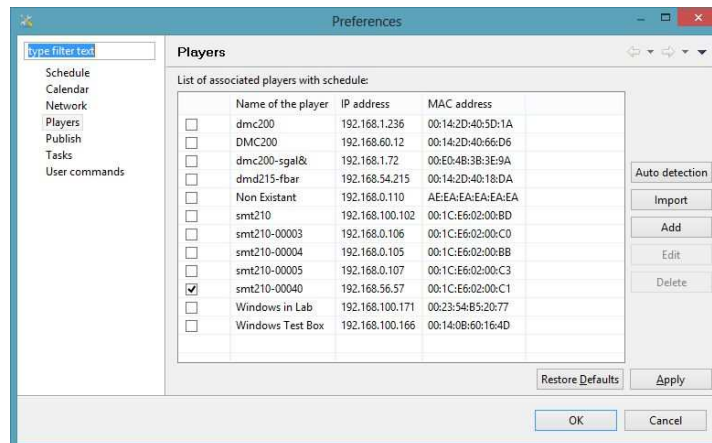 Preferences
type filter text
Schedule
Calendar
Network
Players
Publish
Tasks
User commands
Players
List of associated players with schedule:
Name of the player IP address MAC address
dmc200 192.168.1.236 00:14:2D:40:5D:1A
DMC200 192.168.60.12 00:14:2D:40:66:D6
dmc200-sgal& 192.168.1.72 00:E0:4B:3B:3E:9A
dmd215-fbar 192.168.54.215 00:14:2D:40:18:DA
Non Existant 192.168.0.110 AE:EA:EA:EA:EA:EA
smt210 192.168.100.102 00:1C:E6:02:00:BD
smt210-00003 192.168.0.106 00:1C:E6:02:00:C0
smt210-00004 192.168.0.105 00:1C:E6:02:00:BB
smt210-00005 192.168.0.107 00:1C:E6:02:00:C3
smt210-00040 192.168.56.57 00:1C:E6:02:00:C1
Windows in Lab 192.168.100.171 00:23:54:B5:20:77
Windows Test Box 192.168.100.166 00:14:0B:60:16:4D
Auto detection
Import
Add
Edit
Delete
Restore Defaults
Apply
OK
Cancel